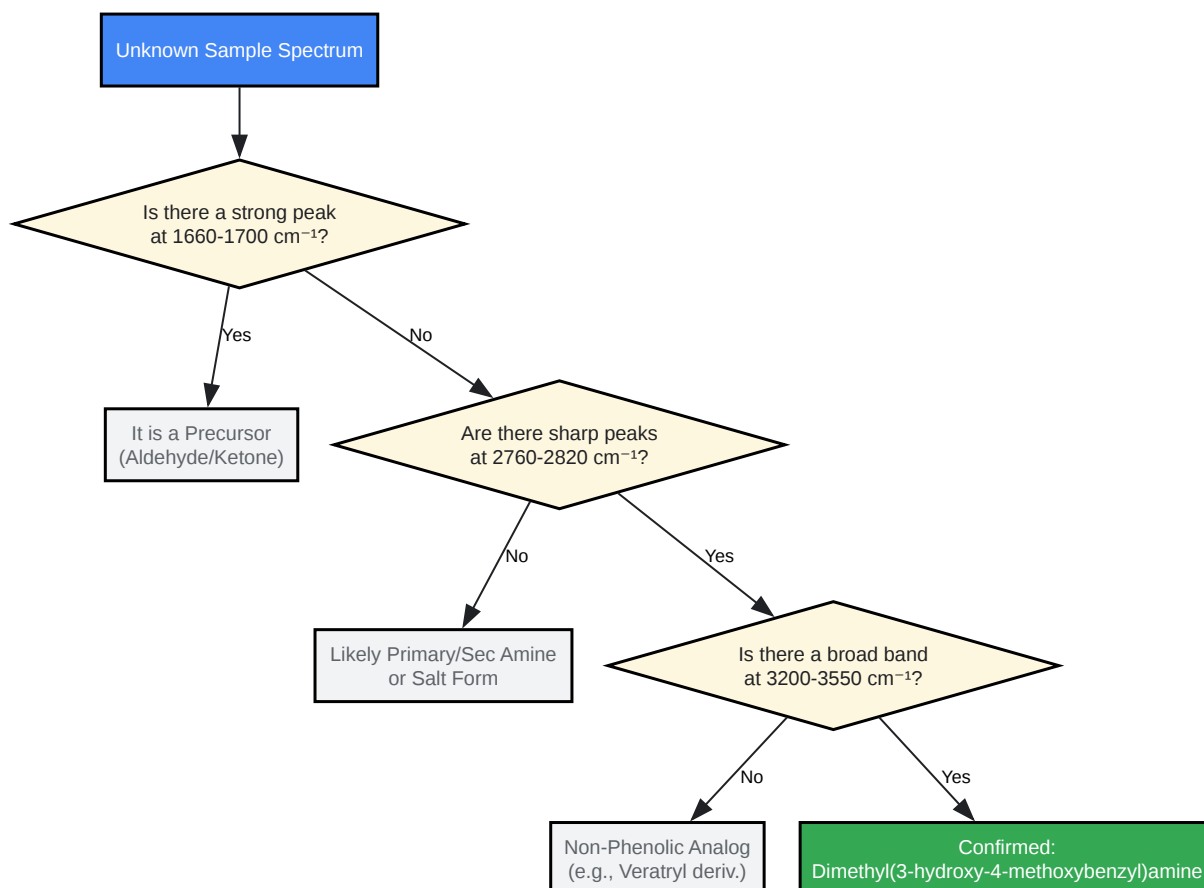 Unknown Sample Spectrum
Is there a strong peak
at 1660-1700 cm⁻¹?
Yes
No
It is a Precursor
(Aldehyde/Ketone)
Are there sharp peaks
at 2760-2820 cm⁻¹?
No
Yes
Likely Primary/Sec Amine
or Salt Form
Is there a broad band
at 3200-3550 cm⁻¹?
No
Yes
Non-Phenolic Analog
(e.g., Veratryl deriv.)
Confirmed:
Dimethyl(3-hydroxy-4-methoxybenzyl)amine